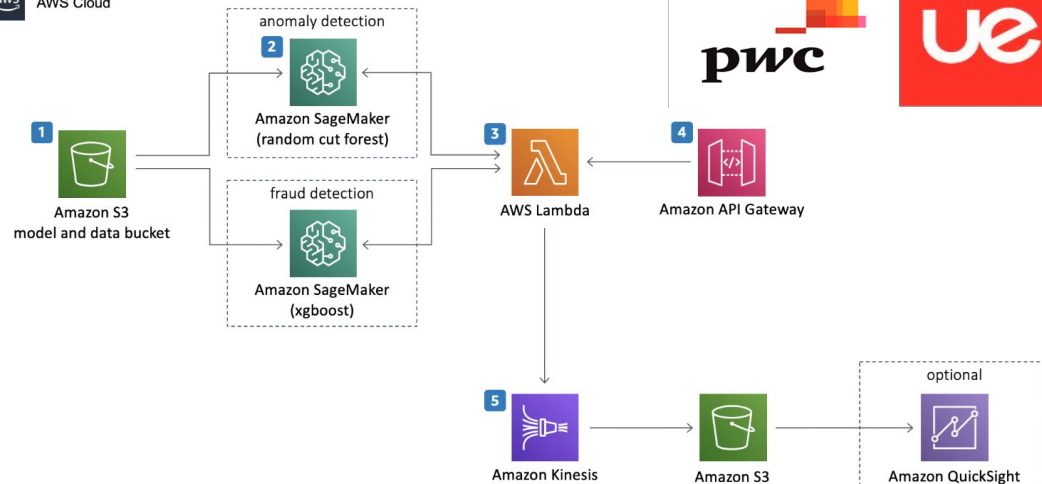 aws
AWS Cloud
anomaly detection
2
Amazon SageMaker
(random cut forest)
1
Amazon S3
model and data bucket
fraud detection
Amazon SageMaker
(xgboost)
3
AWS Lambda
4
</>
Amazon API Gateway
pwc
ue
5
Amazon Kinesis
Amazon S3
optional
Amazon QuickSight